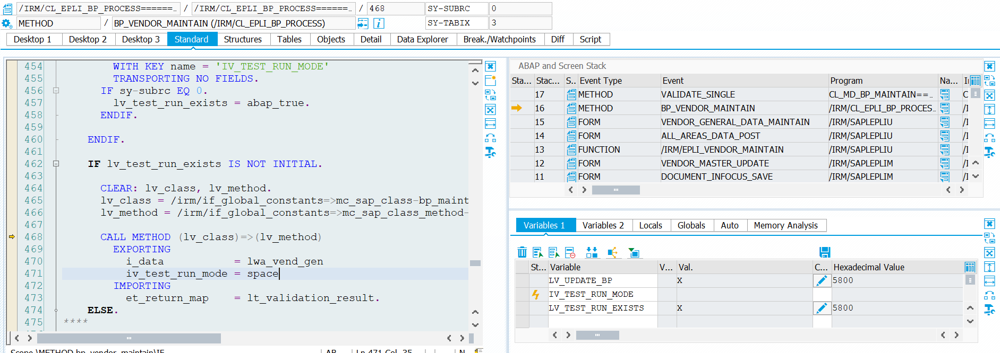 /IRM/CL_EPLI_BP_PROCESS======… / /IRM/CL_EPLI_BP_PROCESS======… / 468 SY-SUBRC 0
METHOD / BP_VENDOR_MAINTAIN (/IRM/CL_EPLI_BP_PROCESS) SY-TABIX 3
Desktop 1 Desktop 2 Desktop 3 Standard Structures Tables Objects Detail Data Explorer Break./Watchpoints Diff Script
454 WITH KEY name = 'IV_TEST_RUN_MODE'
455 TRANSPORTING NO FIELDS.
456 IF sy-subrc EQ 0.
457 lv_test_run_exists = abap_true.
458 ENDIF.
459
460 ENDIF.
461
462 IF lv_test_run_exists IS NOT INITIAL.
463
464 CLEAR: lv_class, lv_method.
465 lv_class = /irm/if_global_constants=>mc_sap_class-bp_maint
466 lv_method = /irm/if_global_constants=>mc_sap_class_method-
467
468 CALL METHOD (lv_class)=>(lv_method)
469 EXPORTING
470 i_data = lwa_vend_gen
471 iv_test_run_mode = space
472 IMPORTING
473 et_return_map = lt_validation_result.
474 ELSE.
475 ****
Scope \METHOD bp_vendor_maintain\IF AB Ln 471 Col 35 N
ABAP and Screen Stack
Sta… Stac… S.. Event Type Event Program Na… I
17 METHOD VALIDATE_SINGLE CL_MD_BP_MAINTAIN==… C
16 METHOD BP_VENDOR_MAINTAIN /IRM/CL_EPLI_BP_PROCES… /I
15 FORM VENDOR_GENERAL_DATA_MAINTAIN /IRM/SAPLEPLIU /I
14 FORM ALL_AREAS_DATA_POST /IRM/SAPLEPLIU /I
13 FUNCTION /IRM/EPLI_VENDOR_MAINTAIN /IRM/SAPLEPLIU /I
12 FORM VENDOR_MASTER_UPDATE /IRM/SAPLEPLIM /I
11 FORM DOCUMENT_INFOCUS_SAVE /IRM/SAPLEPLIM /I
Variables 1 Variables 2 Locals Globals Auto Memory Analysis
St… Variable V… Val. C… Hexadecimal Value
LV_UPDATE_BP X 5800
IV_TEST_RUN_MODE
LV_TEST_RUN_EXISTS X 5800